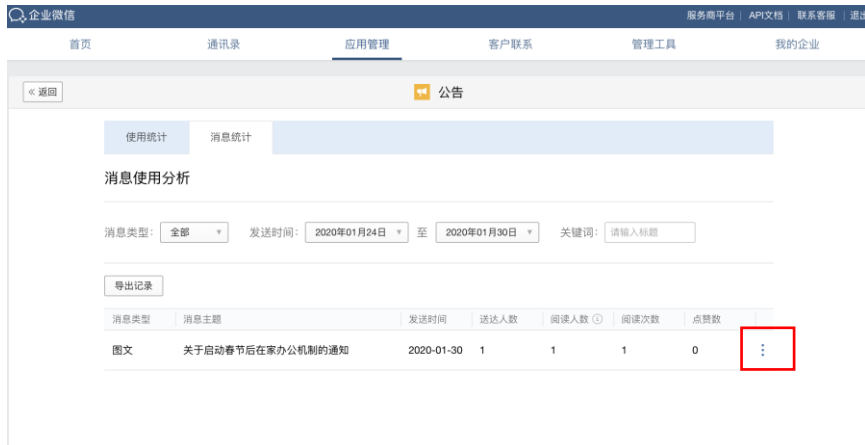 企业微信
服务商平台 | API文档 | 联系客服 | 退出
首页 通讯录 应用管理 客户联系 管理工具 我的企业
« 返回 公告
使用统计 消息统计
消息使用分析
消息类型: 全部 发送时间: 2020年01月24日 至 2020年01月30日 关键词: 请输入标题
导出记录
消息类型 消息主题 发送时间 送达人数 阅读人数 阅读次数 点赞数
图文 关于启动春节后在家办公机制的通知 2020-01-30 1 1 1 0